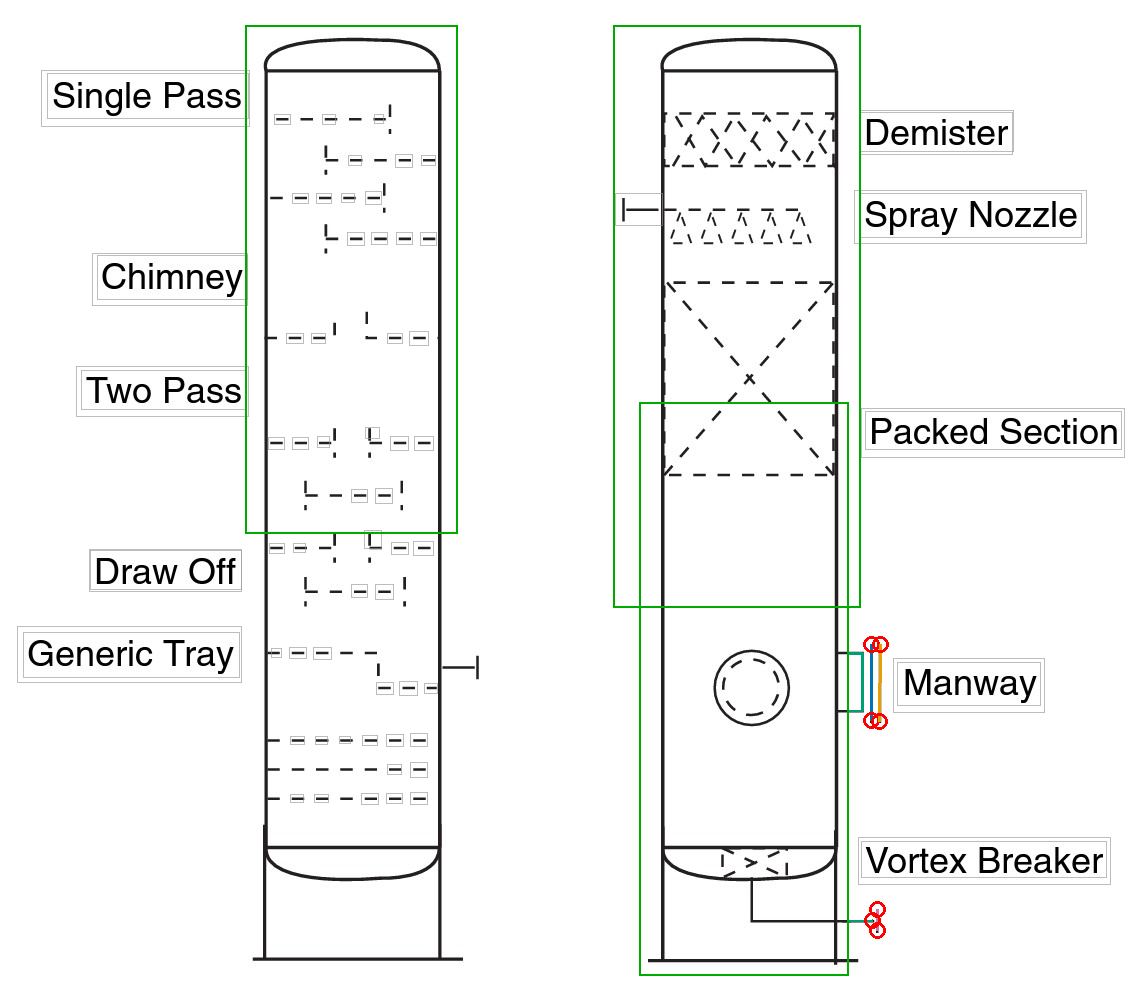 Single Pass
Chimney
Two Pass
Draw Off
Generic Tray
Demister
Spray Nozzle
Packed Section
Manway
Vortex Breaker